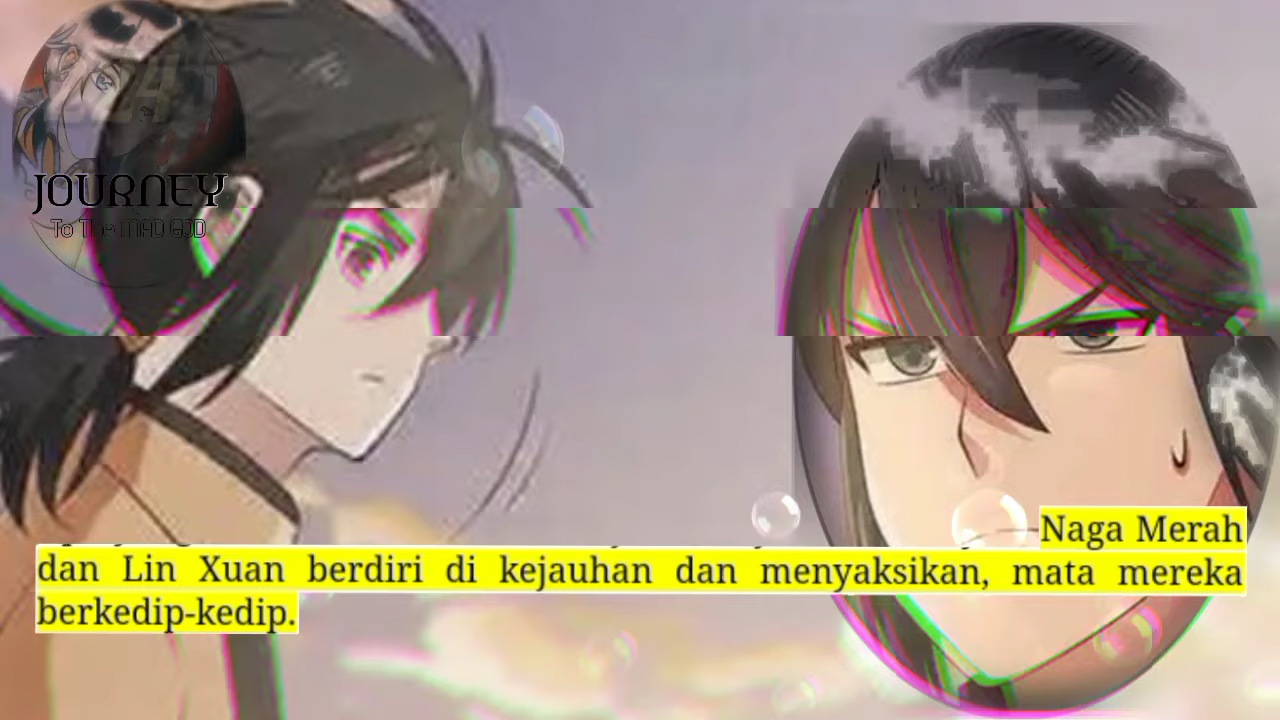 JOURNEY
To The MAD GOD
Naga Merah
dan Lin Xuan berdiri di kejauhan dan menyaksikan, mata mereka
berkedip-kedip.